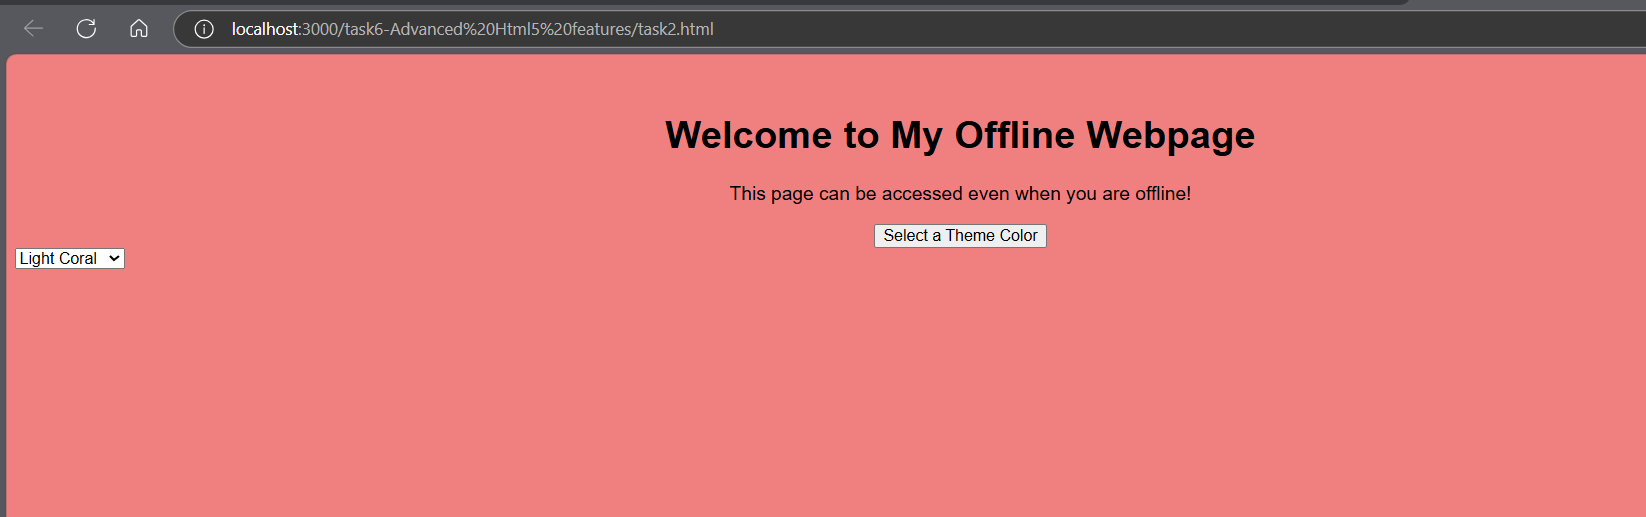 localhost:3000/task6-Advanced%20Html5%20features/task2.html
Welcome to My Offline Webpage
This page can be accessed even when you are offline!
Select a Theme Color
Light Coral